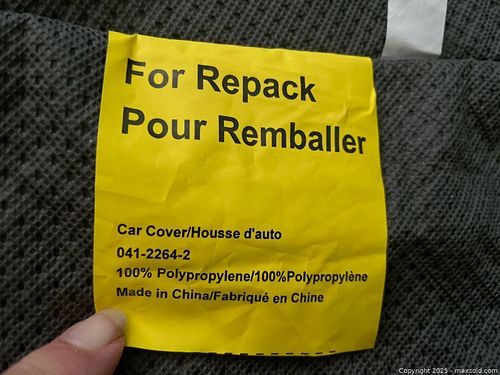 For Repack
Pour Remballer
Car Cover/Housse d'auto
041-2264-2
100% Polypropylene/100%Polypropylène
Made in China/Fabriqué en Chine
Copyright 2025 - maxsold.com